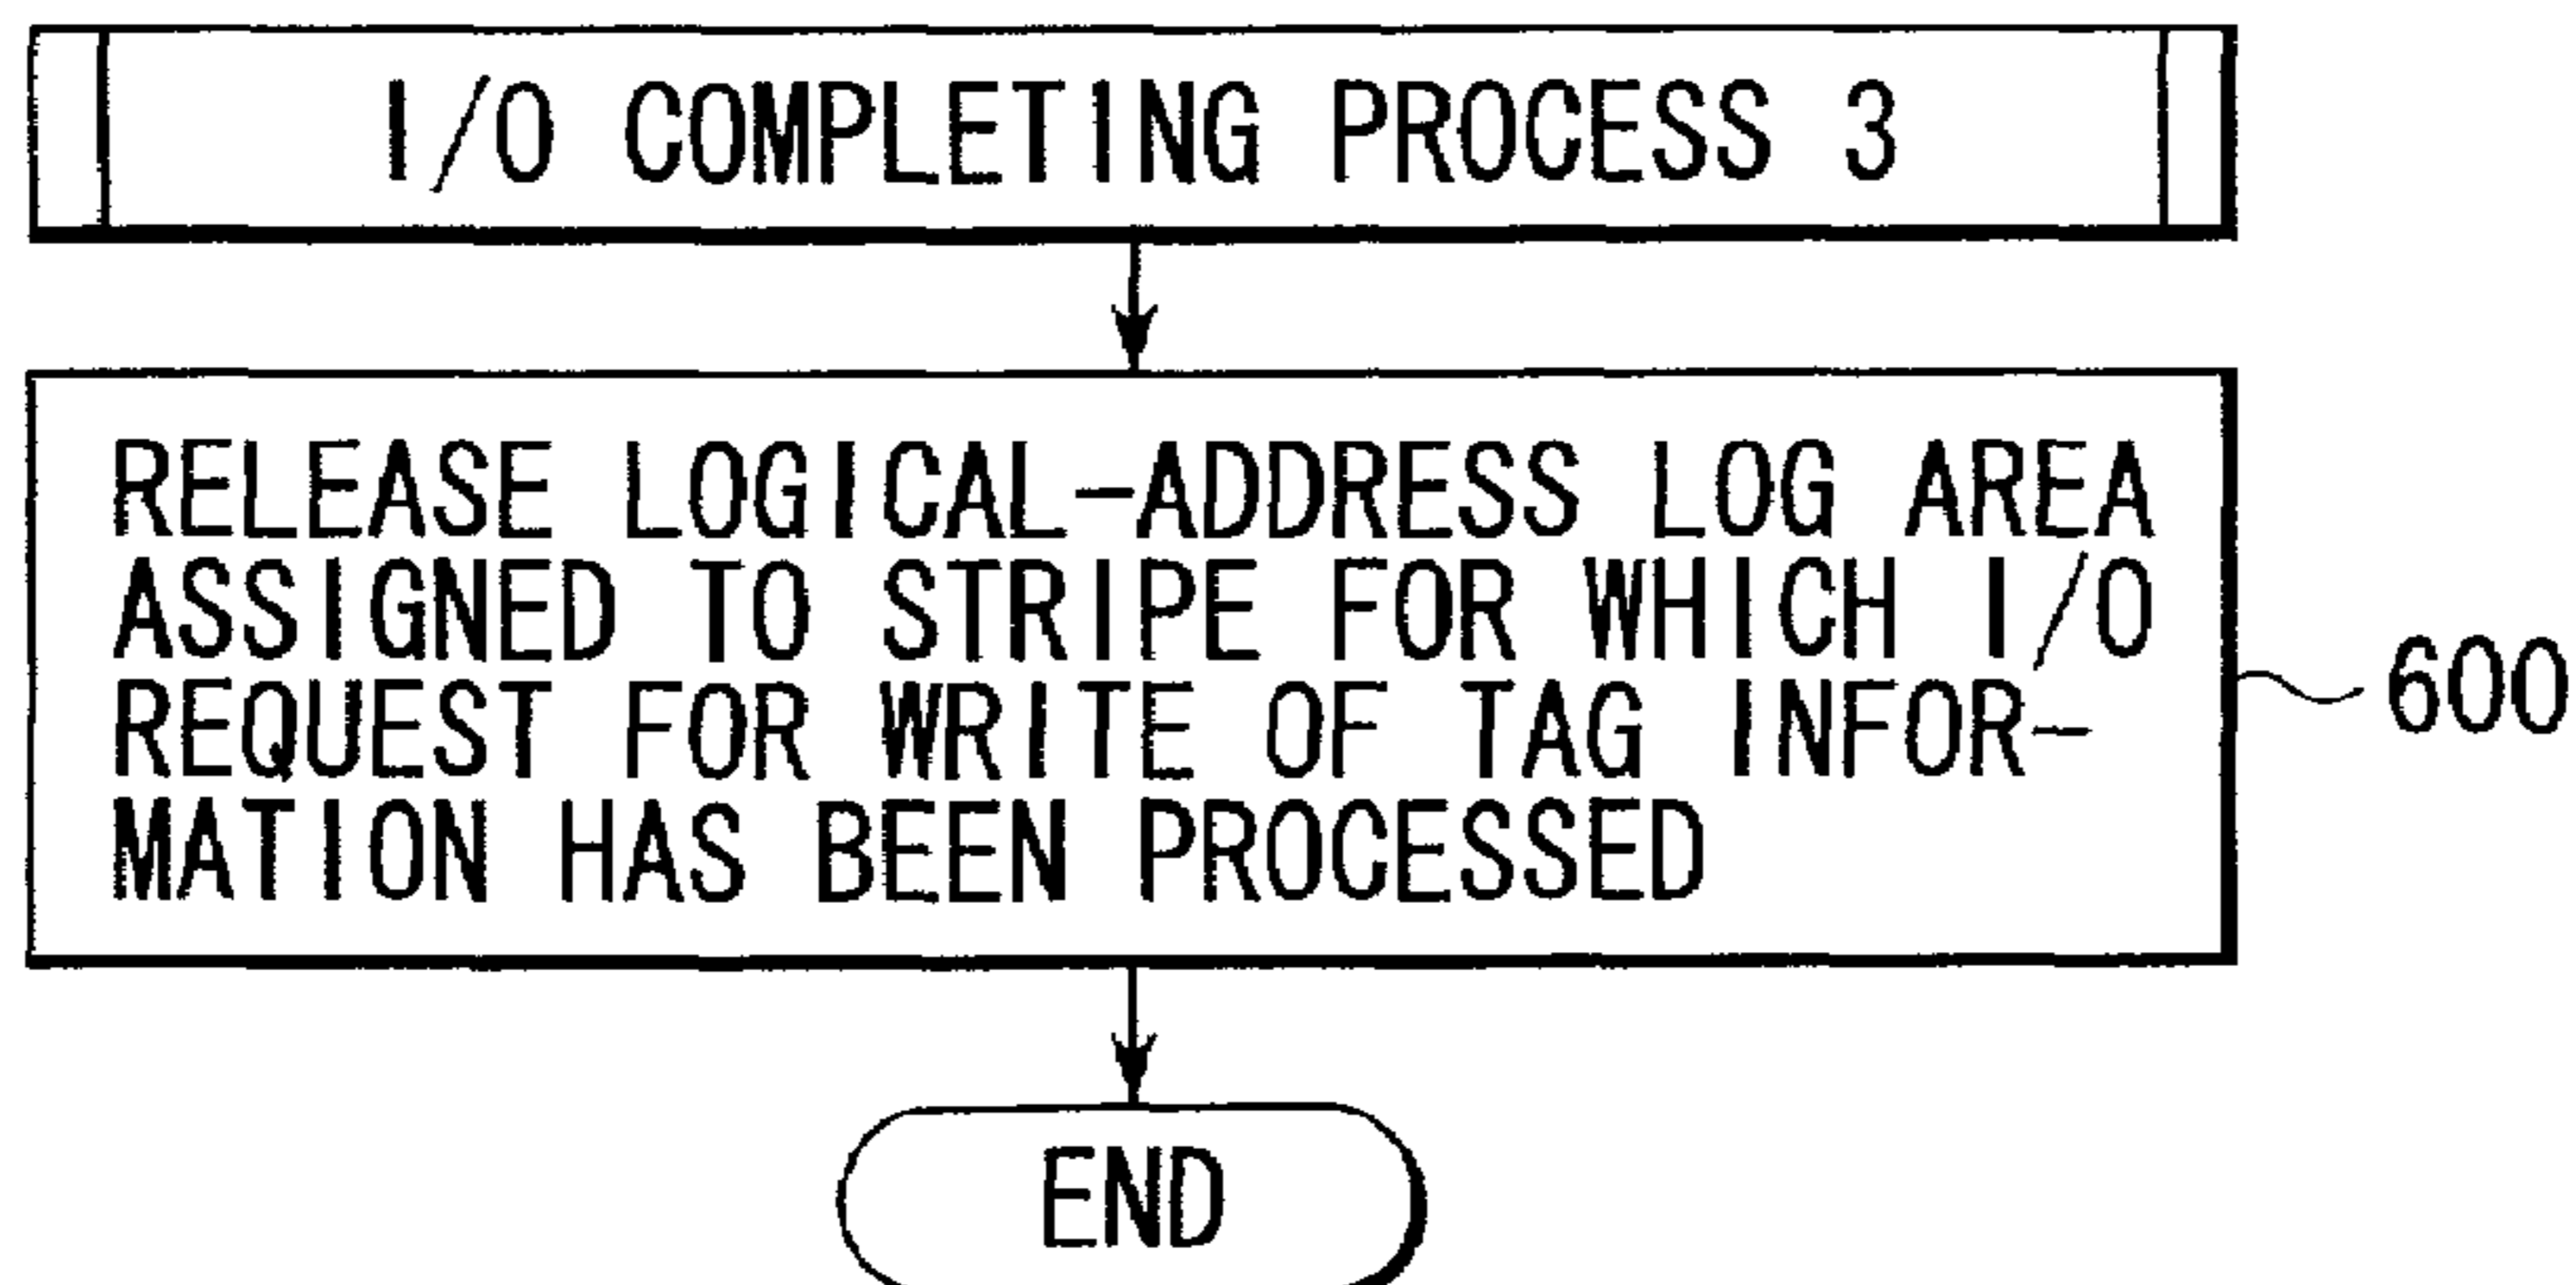 I/O COMPLETING PROCESS 3
RELEASE LOGICAL-ADDRESS LOG AREA
ASSIGNED TO STRIPE FOR WHICH I/O
REQUEST FOR WRITE OF TAG INFOR-
MATION HAS BEEN PROCESSED
600
END